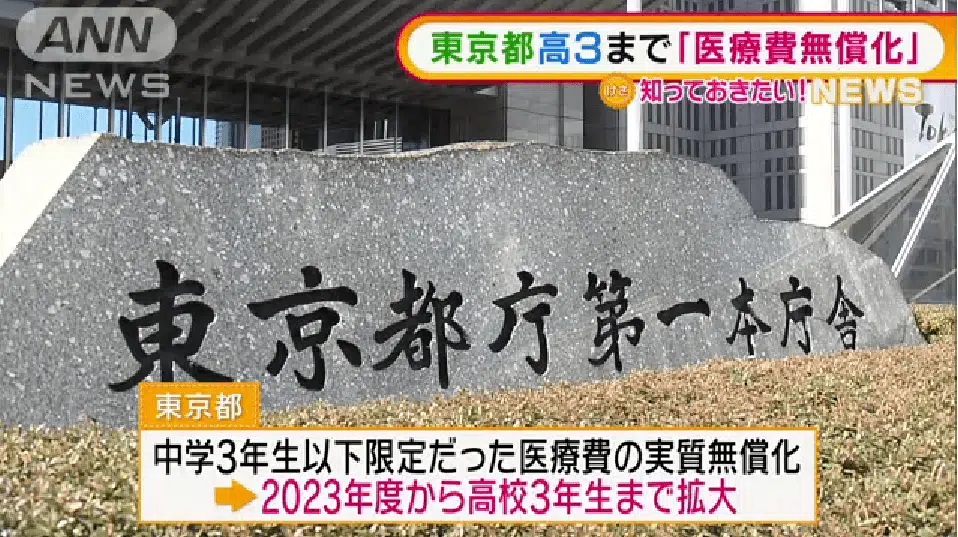 ANN
NEWS
東京都 高3まで「医療費無償化」
けさ 知っておきたい!NEWS
東京都庁第一本庁舎
東京都
中学3年生以下限定だった医療費の実質無償化
➡2023年度から高校3年生まで拡大